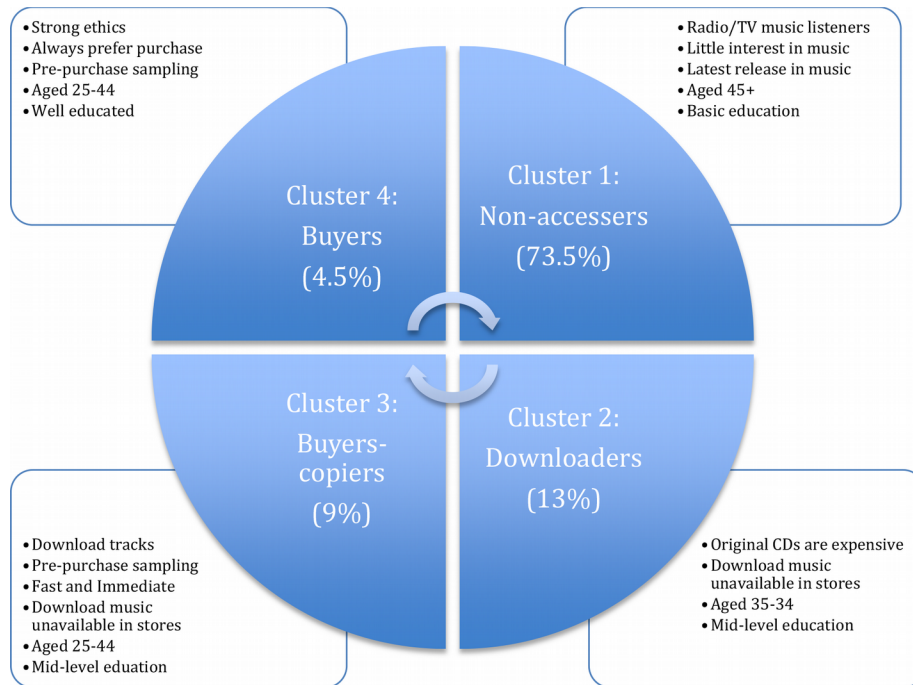 • Strong ethics
• Always prefer purchase
• Pre-purchase sampling
• Aged 25-44
• Well educated
• Radio/TV music listeners
• Little interest in music
• Latest release in music
• Aged 45+
• Basic education
Cluster 4:
Buyers
(4.5%)
Cluster 1:
Non-accessers
(73.5%)
Cluster 3:
Buyers-
copiers
(9%)
Cluster 2:
Downloaders
(13%)
• Download tracks
• Pre-purchase sampling
• Fast and Immediate
• Download music
unavailable in stores
• Aged 25-44
• Mid-level eduation
• Original CDs are expensive
• Download music
unavailable in stores
• Aged 35-34
• Mid-level education